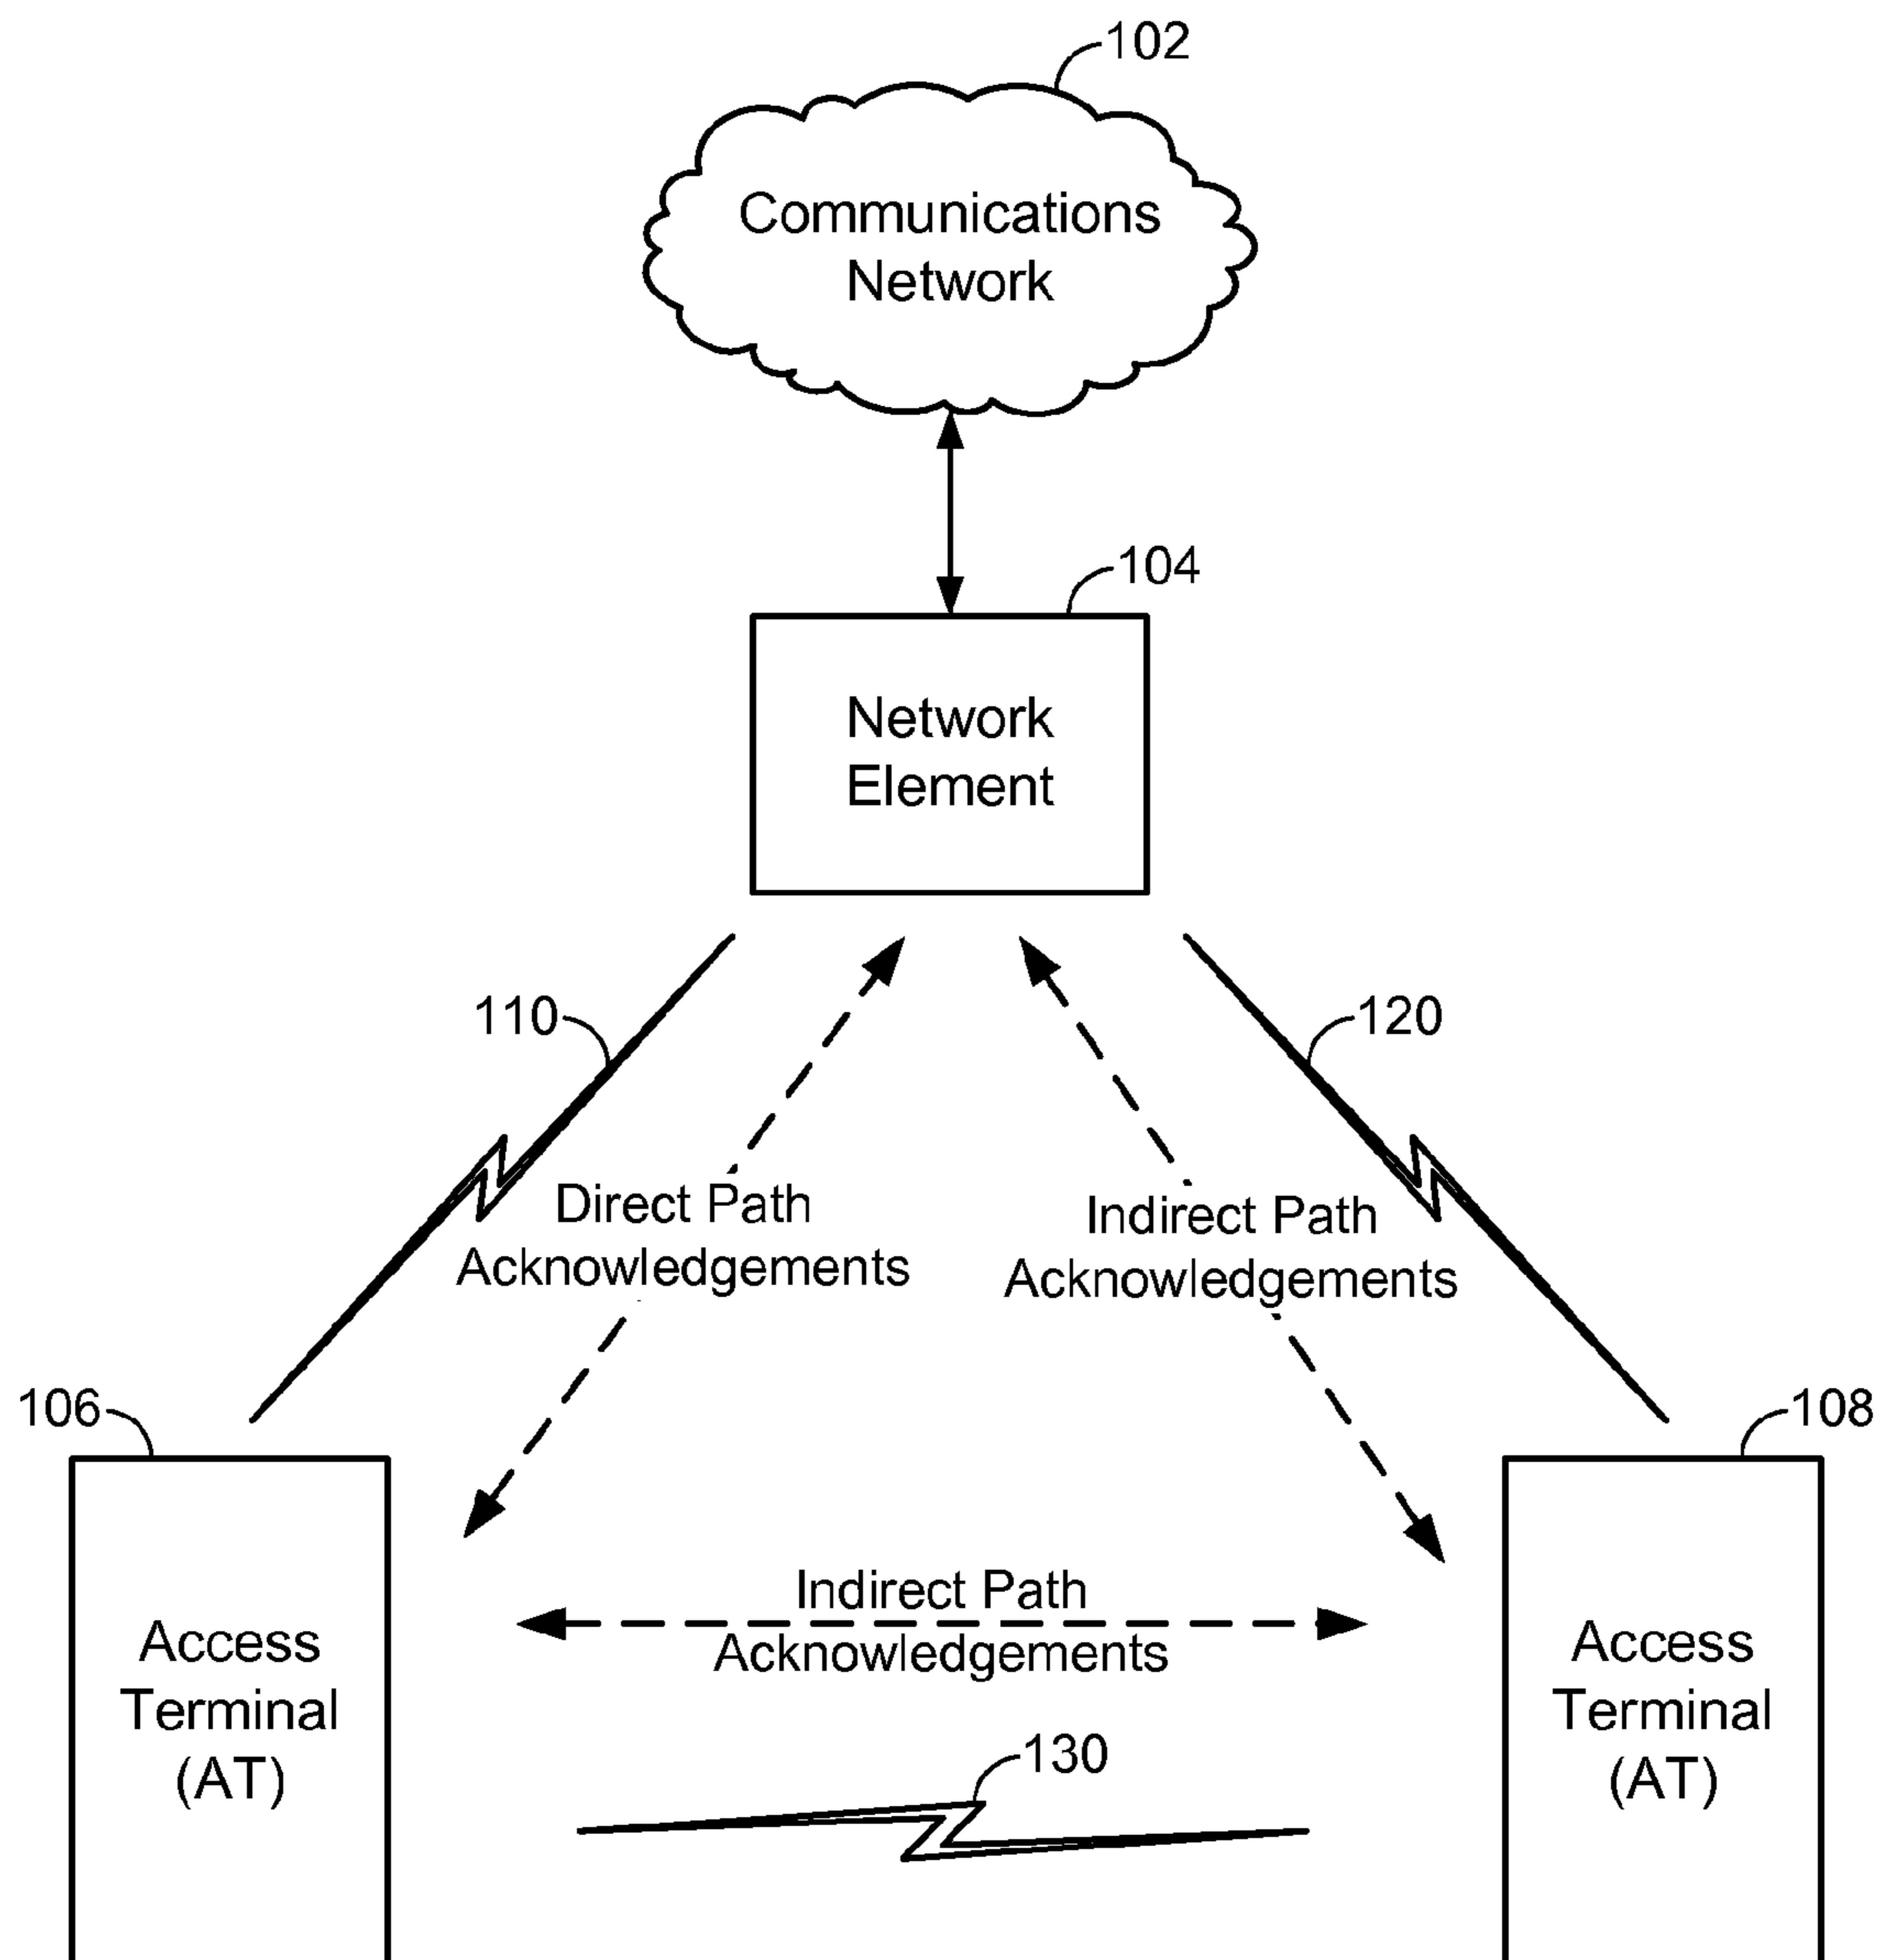 102
Communications
Network
104
Network
Element
110
120
Direct Path
Acknowledgements
Indirect Path
Acknowledgements
106
108
Indirect Path
Acknowledgements
Access
Terminal
(AT)
Access
Terminal
(AT)
130